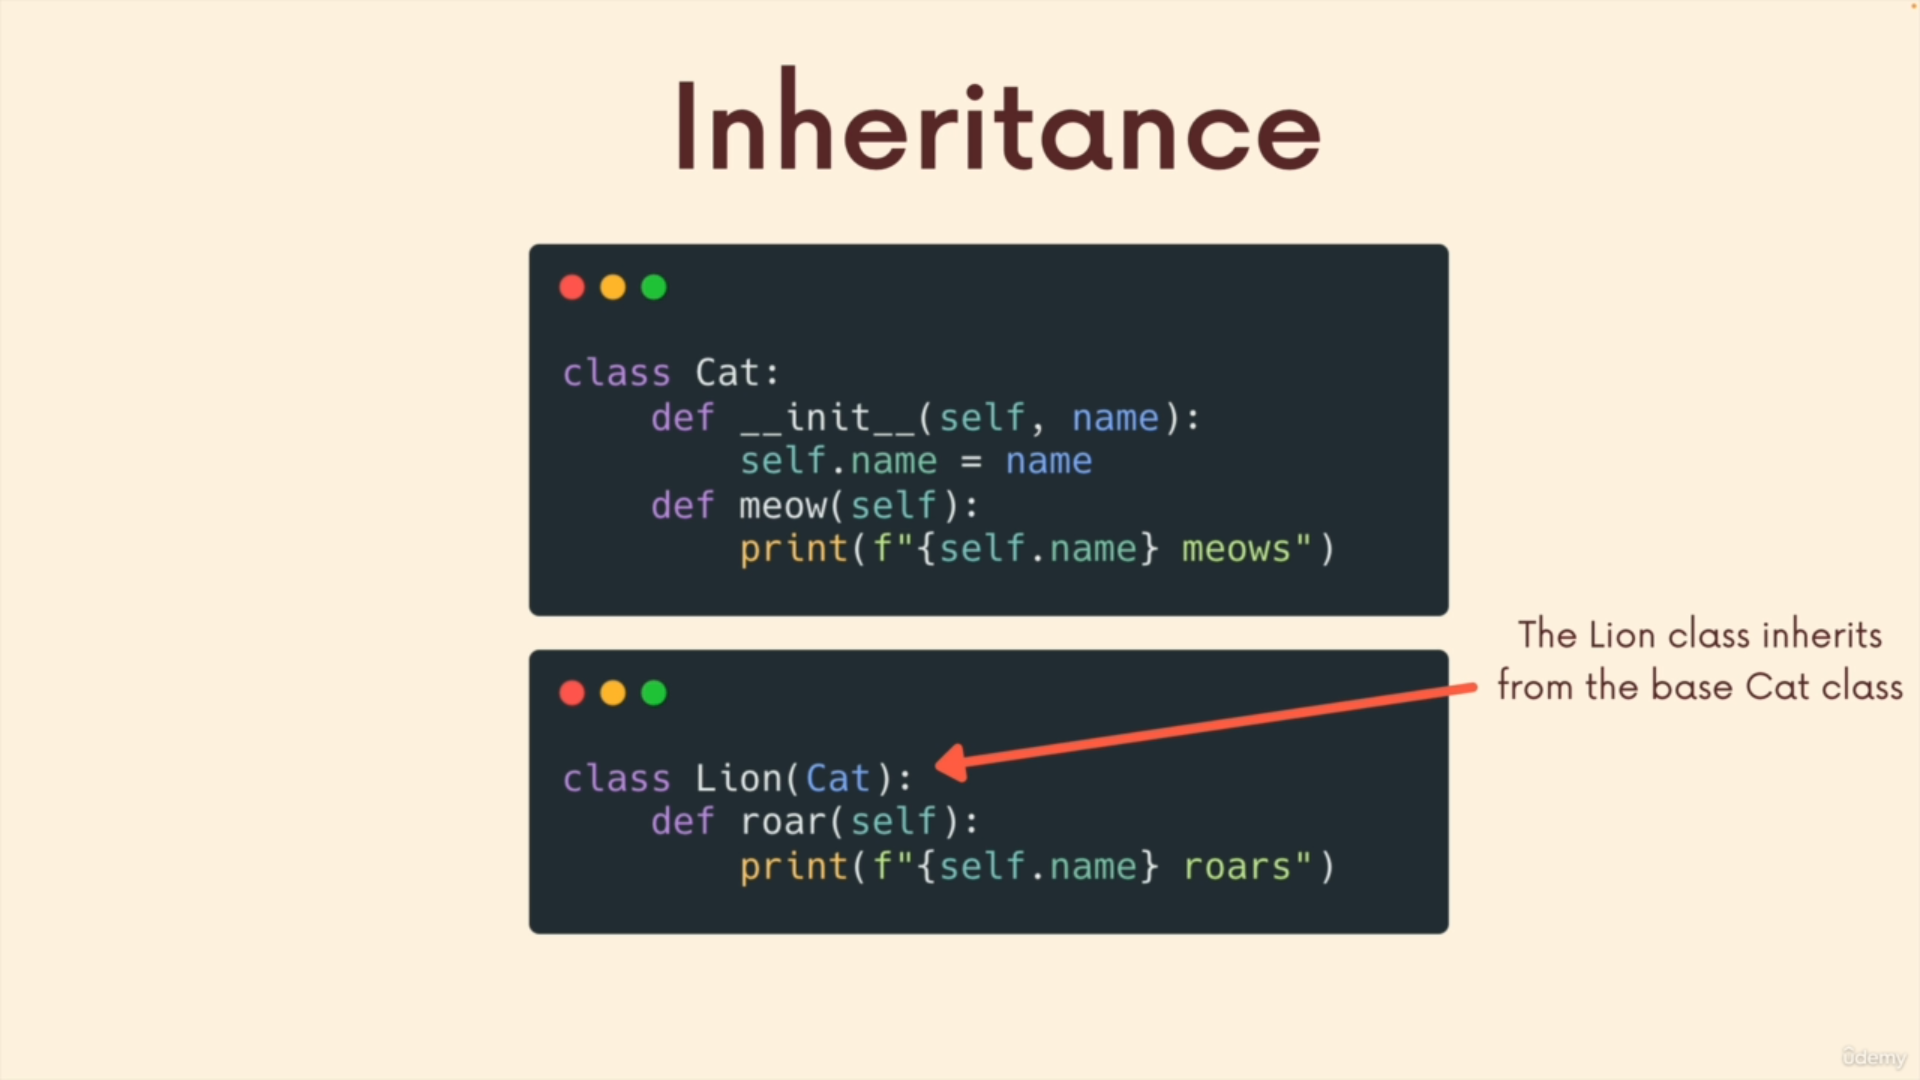 Inheritance
class Cat:
    def __init__(self, name):
        self.name = name
    def meow(self):
        print(f"{self.name} meows")
The Lion class inherits
from the base Cat class
class Lion(Cat):
    def roar(self):
        print(f"{self.name} roars")
ûdemy